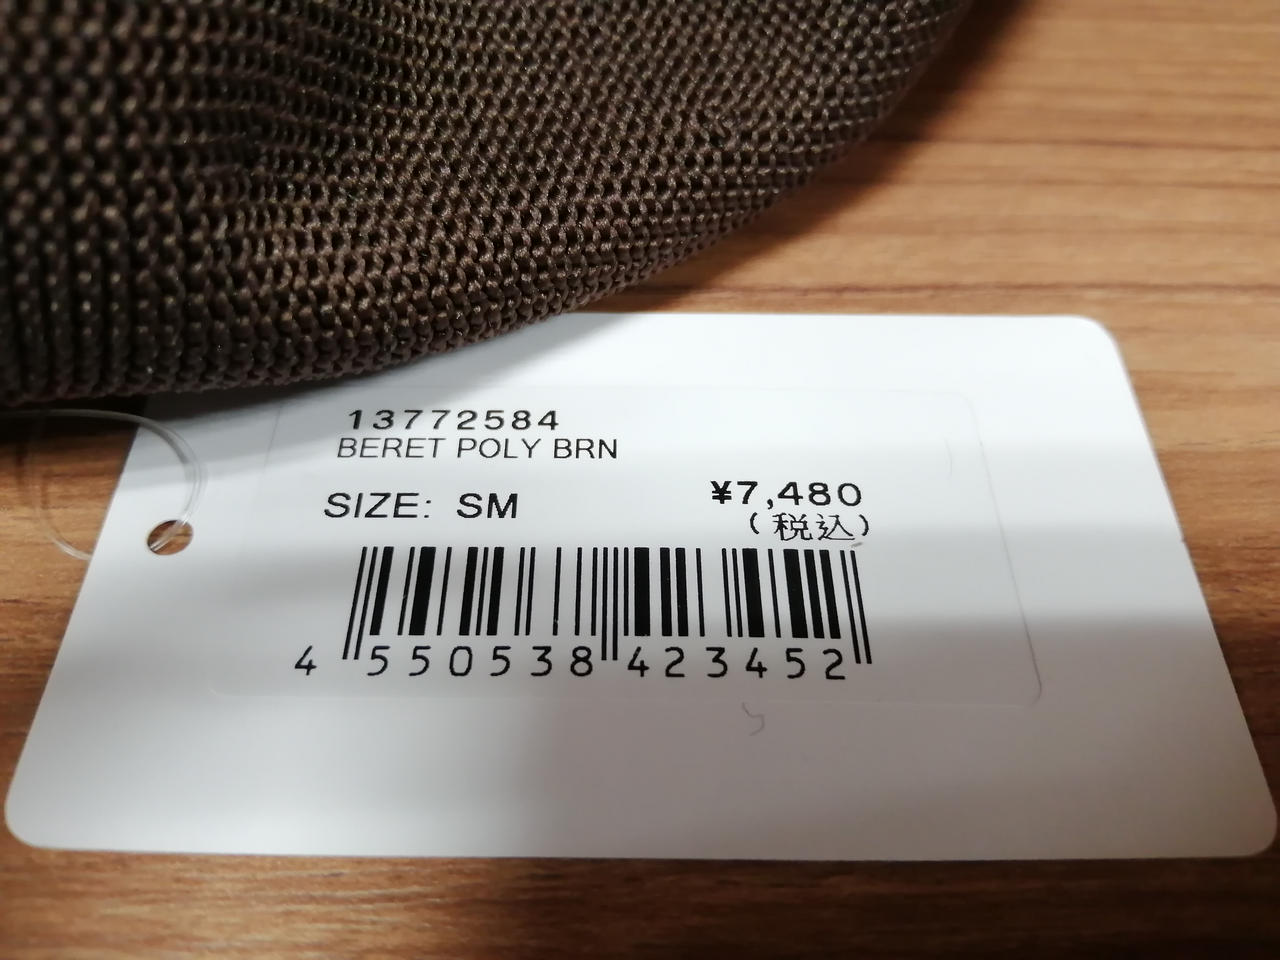 13772584
BERET POLY BRN
SIZE: SM
¥7,480
(税込)
4 550538 423452